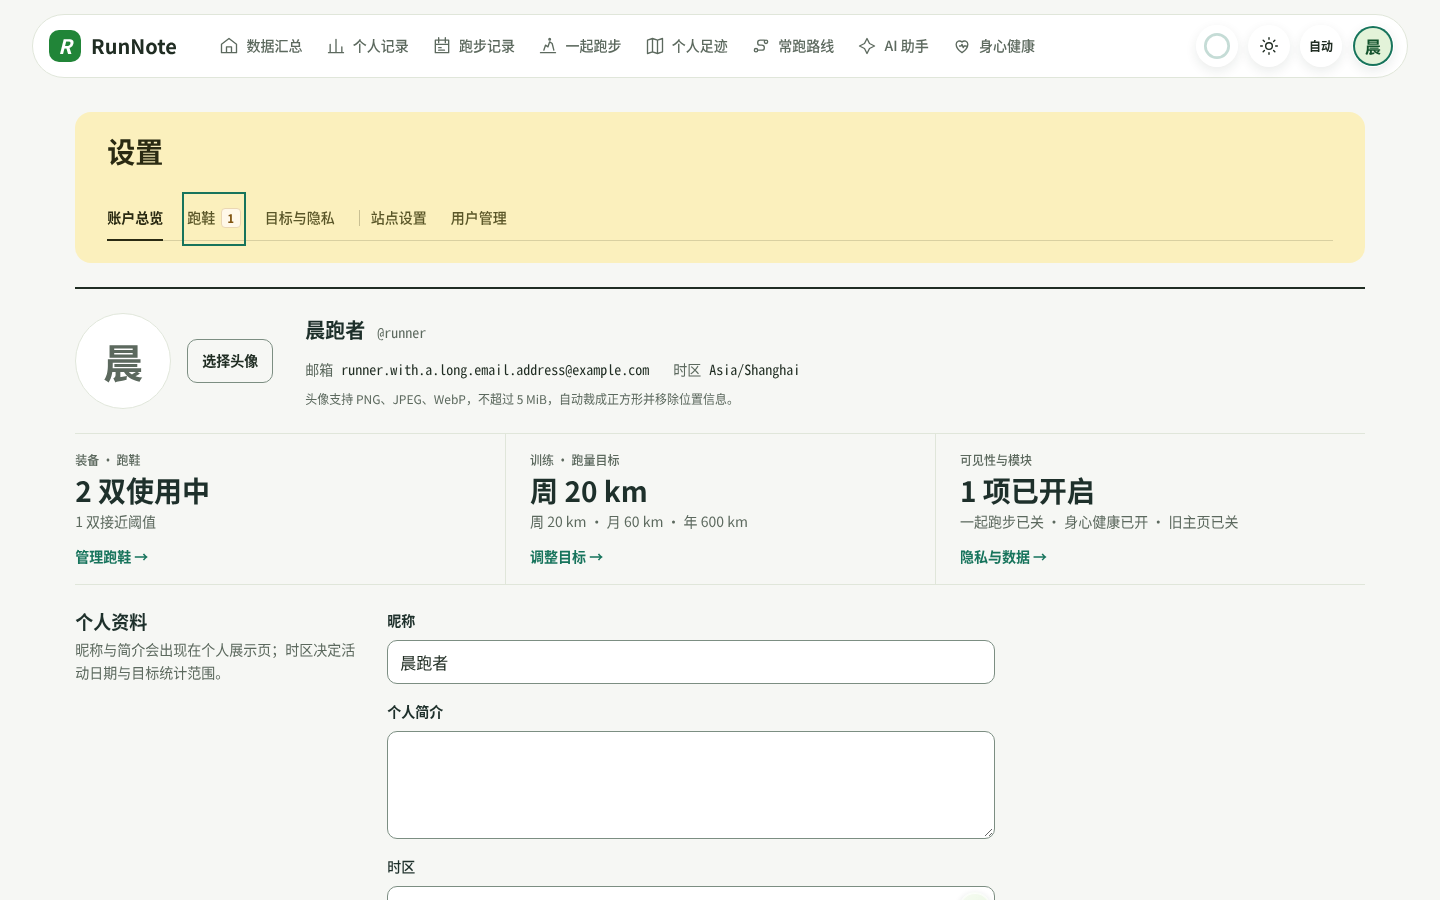 R RunNote 数据汇总 个人记录 跑步记录 一起跑步 个人足迹 常跑路线 AI 助手 身心健康 自动 晨
设置
账户总览 跑鞋 1 目标与隐私 站点设置 用户管理
晨 选择头像
晨跑者 @runner
邮箱 runner.with.a.long.email.address@example.com 时区 Asia/Shanghai
头像支持 PNG、JPEG、WebP，不超过 5 MiB，自动裁成正方形并移除位置信息。
装备 · 跑鞋
2 双使用中
1 双接近阈值
管理跑鞋 →
训练 · 跑量目标
周 20 km
周 20 km · 月 60 km · 年 600 km
调整目标 →
可见性与模块
1 项已开启
一起跑步已关 · 身心健康已开 · 旧主页已关
隐私与数据 →
个人资料
昵称与简介会出现在个人展示页；时区决定活
动日期与目标统计范围。
昵称
晨跑者
个人简介
时区